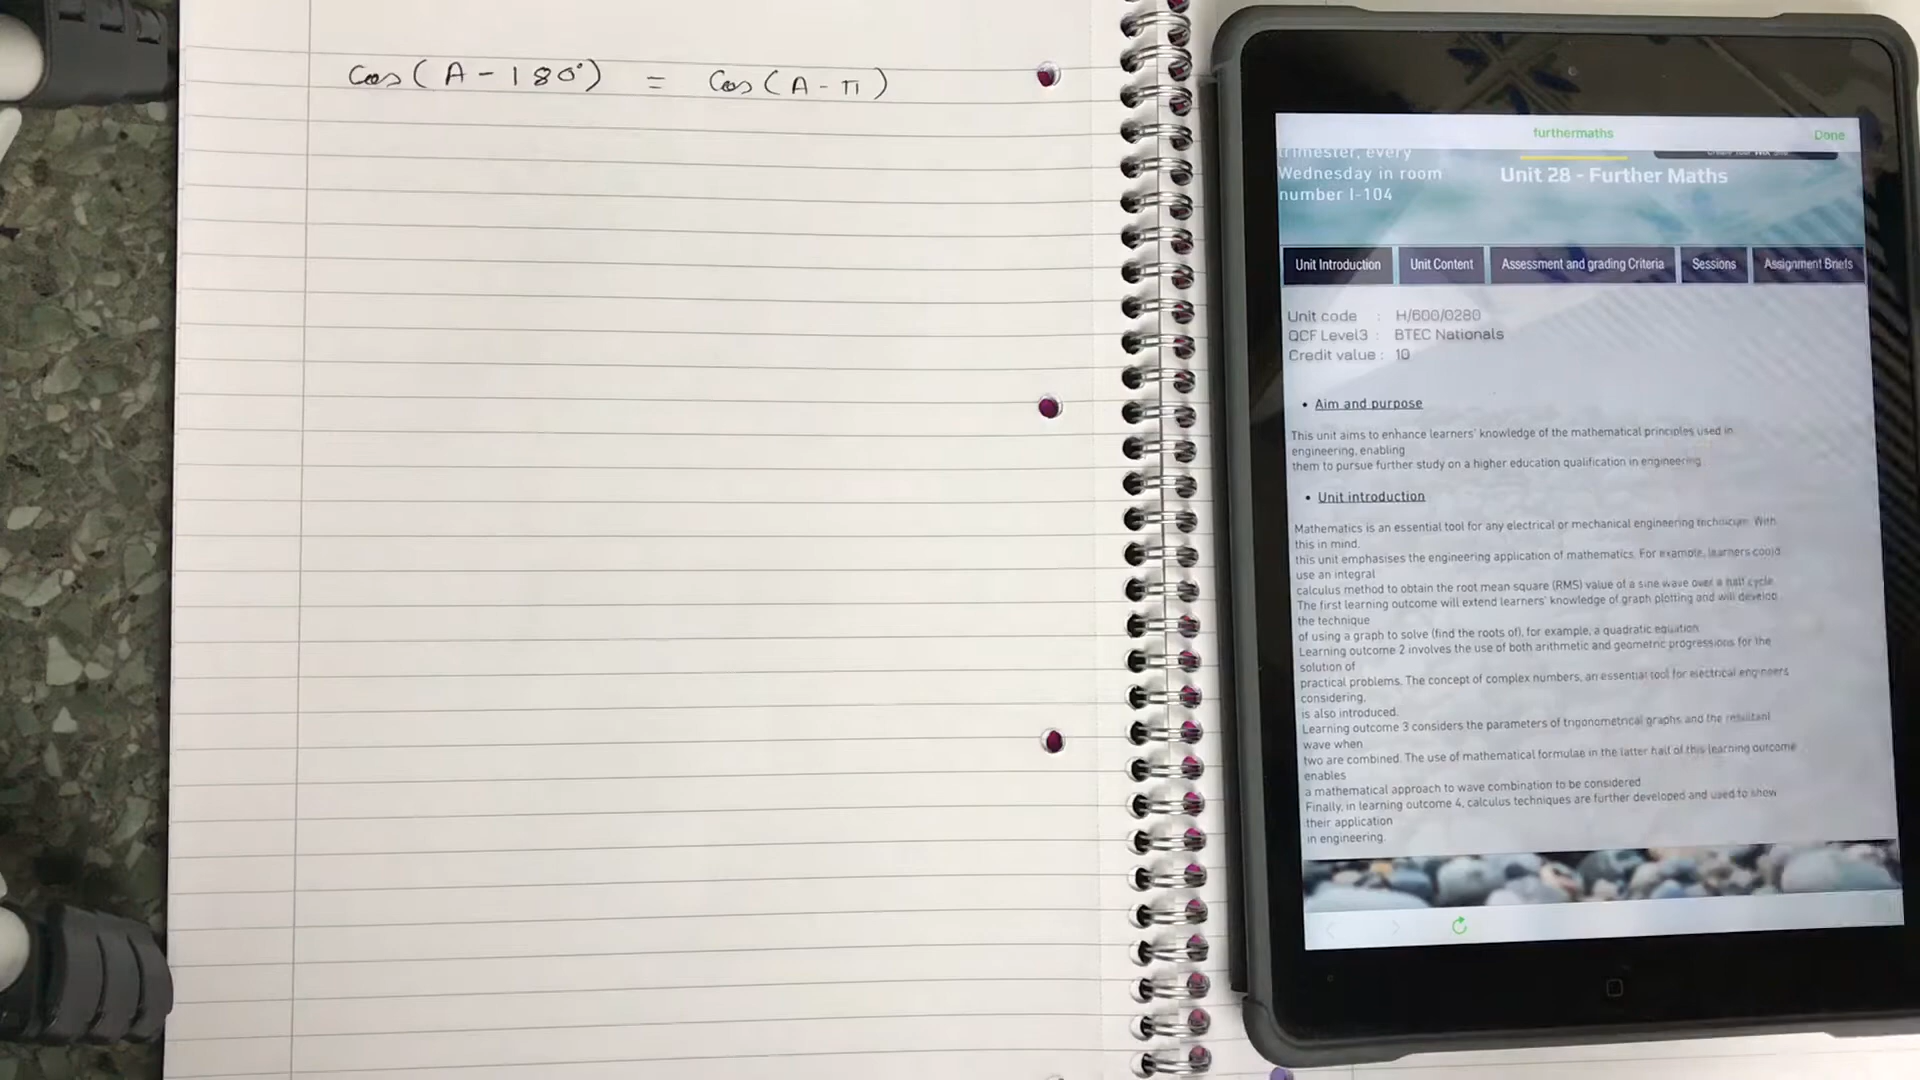 Cos(A-180°) = Cos(A-π)
furthermaths
Done
trimester, every
Wednesday in room
number I-104
Unit 28 - Further Maths
Unit Introduction
Unit Content
Assessment and grading Criteria
Sessions
Assignment Briefs
Unit code : H/600/0280
QCF Level3 : BTEC Nationals
Credit value : 10
• Aim and purpose
This unit aims to enhance learners' knowledge of the mathematical principles used in
engineering, enabling
them to pursue further study on a higher education qualification in engineering
• Unit introduction
Mathematics is an essential tool for any electrical or mechanical engineering technician. With
this in mind,
this unit emphasises the engineering application of mathematics. For example, learners could
use an integral
calculus method to obtain the root mean square (RMS) value of a sine wave over a half cycle.
The first learning outcome will extend learners' knowledge of graph plotting and will develop
the technique
of using a graph to solve (find the roots of), for example, a quadratic equation.
Learning outcome 2 involves the use of both arithmetic and geometric progressions for the
solution of
practical problems. The concept of complex numbers, an essential tool for electrical engineers
considering,
is also introduced.
Learning outcome 3 considers the parameters of trigonometrical graphs and the resultant
wave when
two are combined. The use of mathematical formulae in the latter half of this learning outcome
enables
a mathematical approach to wave combination to be considered.
Finally, in learning outcome 4, calculus techniques are further developed and used to show
their application
in engineering.